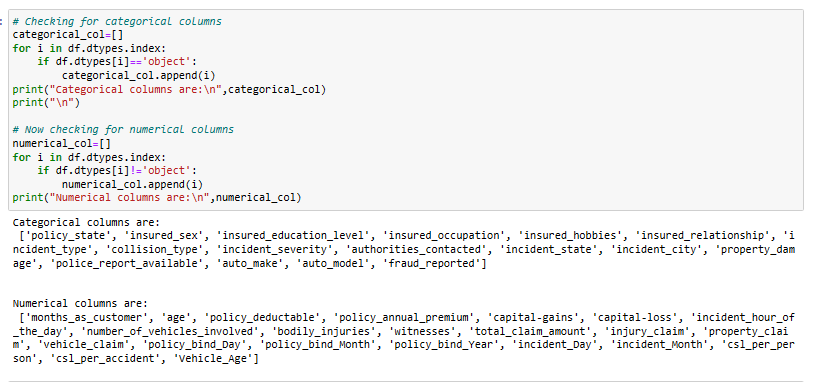 # Checking for categorical columns
categorical_col=[]
for i in df.dtypes.index:
    if df.dtypes[i]=='object':
        categorical_col.append(i)
print("Categorical columns are:\n",categorical_col)
print("\n")

# Now checking for numerical columns
numerical_col=[]
for i in df.dtypes.index:
    if df.dtypes[i]!='object':
        numerical_col.append(i)
print("Numerical columns are:\n",numerical_col)

Categorical columns are:
 ['policy_state', 'insured_sex', 'insured_education_level', 'insured_occupation', 'insured_hobbies', 'insured_relationship', 'i
ncident_type', 'collision_type', 'incident_severity', 'authorities_contacted', 'incident_state', 'incident_city', 'property_dam
age', 'police_report_available', 'auto_make', 'auto_model', 'fraud_reported']

Numerical columns are:
 ['months_as_customer', 'age', 'policy_deductable', 'policy_annual_premium', 'capital-gains', 'capital-loss', 'incident_hour_of
_the_day', 'number_of_vehicles_involved', 'bodily_injuries', 'witnesses', 'total_claim_amount', 'injury_claim', 'property_clai
m', 'vehicle_claim', 'policy_bind_Day', 'policy_bind_Month', 'policy_bind_Year', 'incident_Day', 'incident_Month', 'csl_per_per
son', 'csl_per_accident', 'Vehicle_Age']